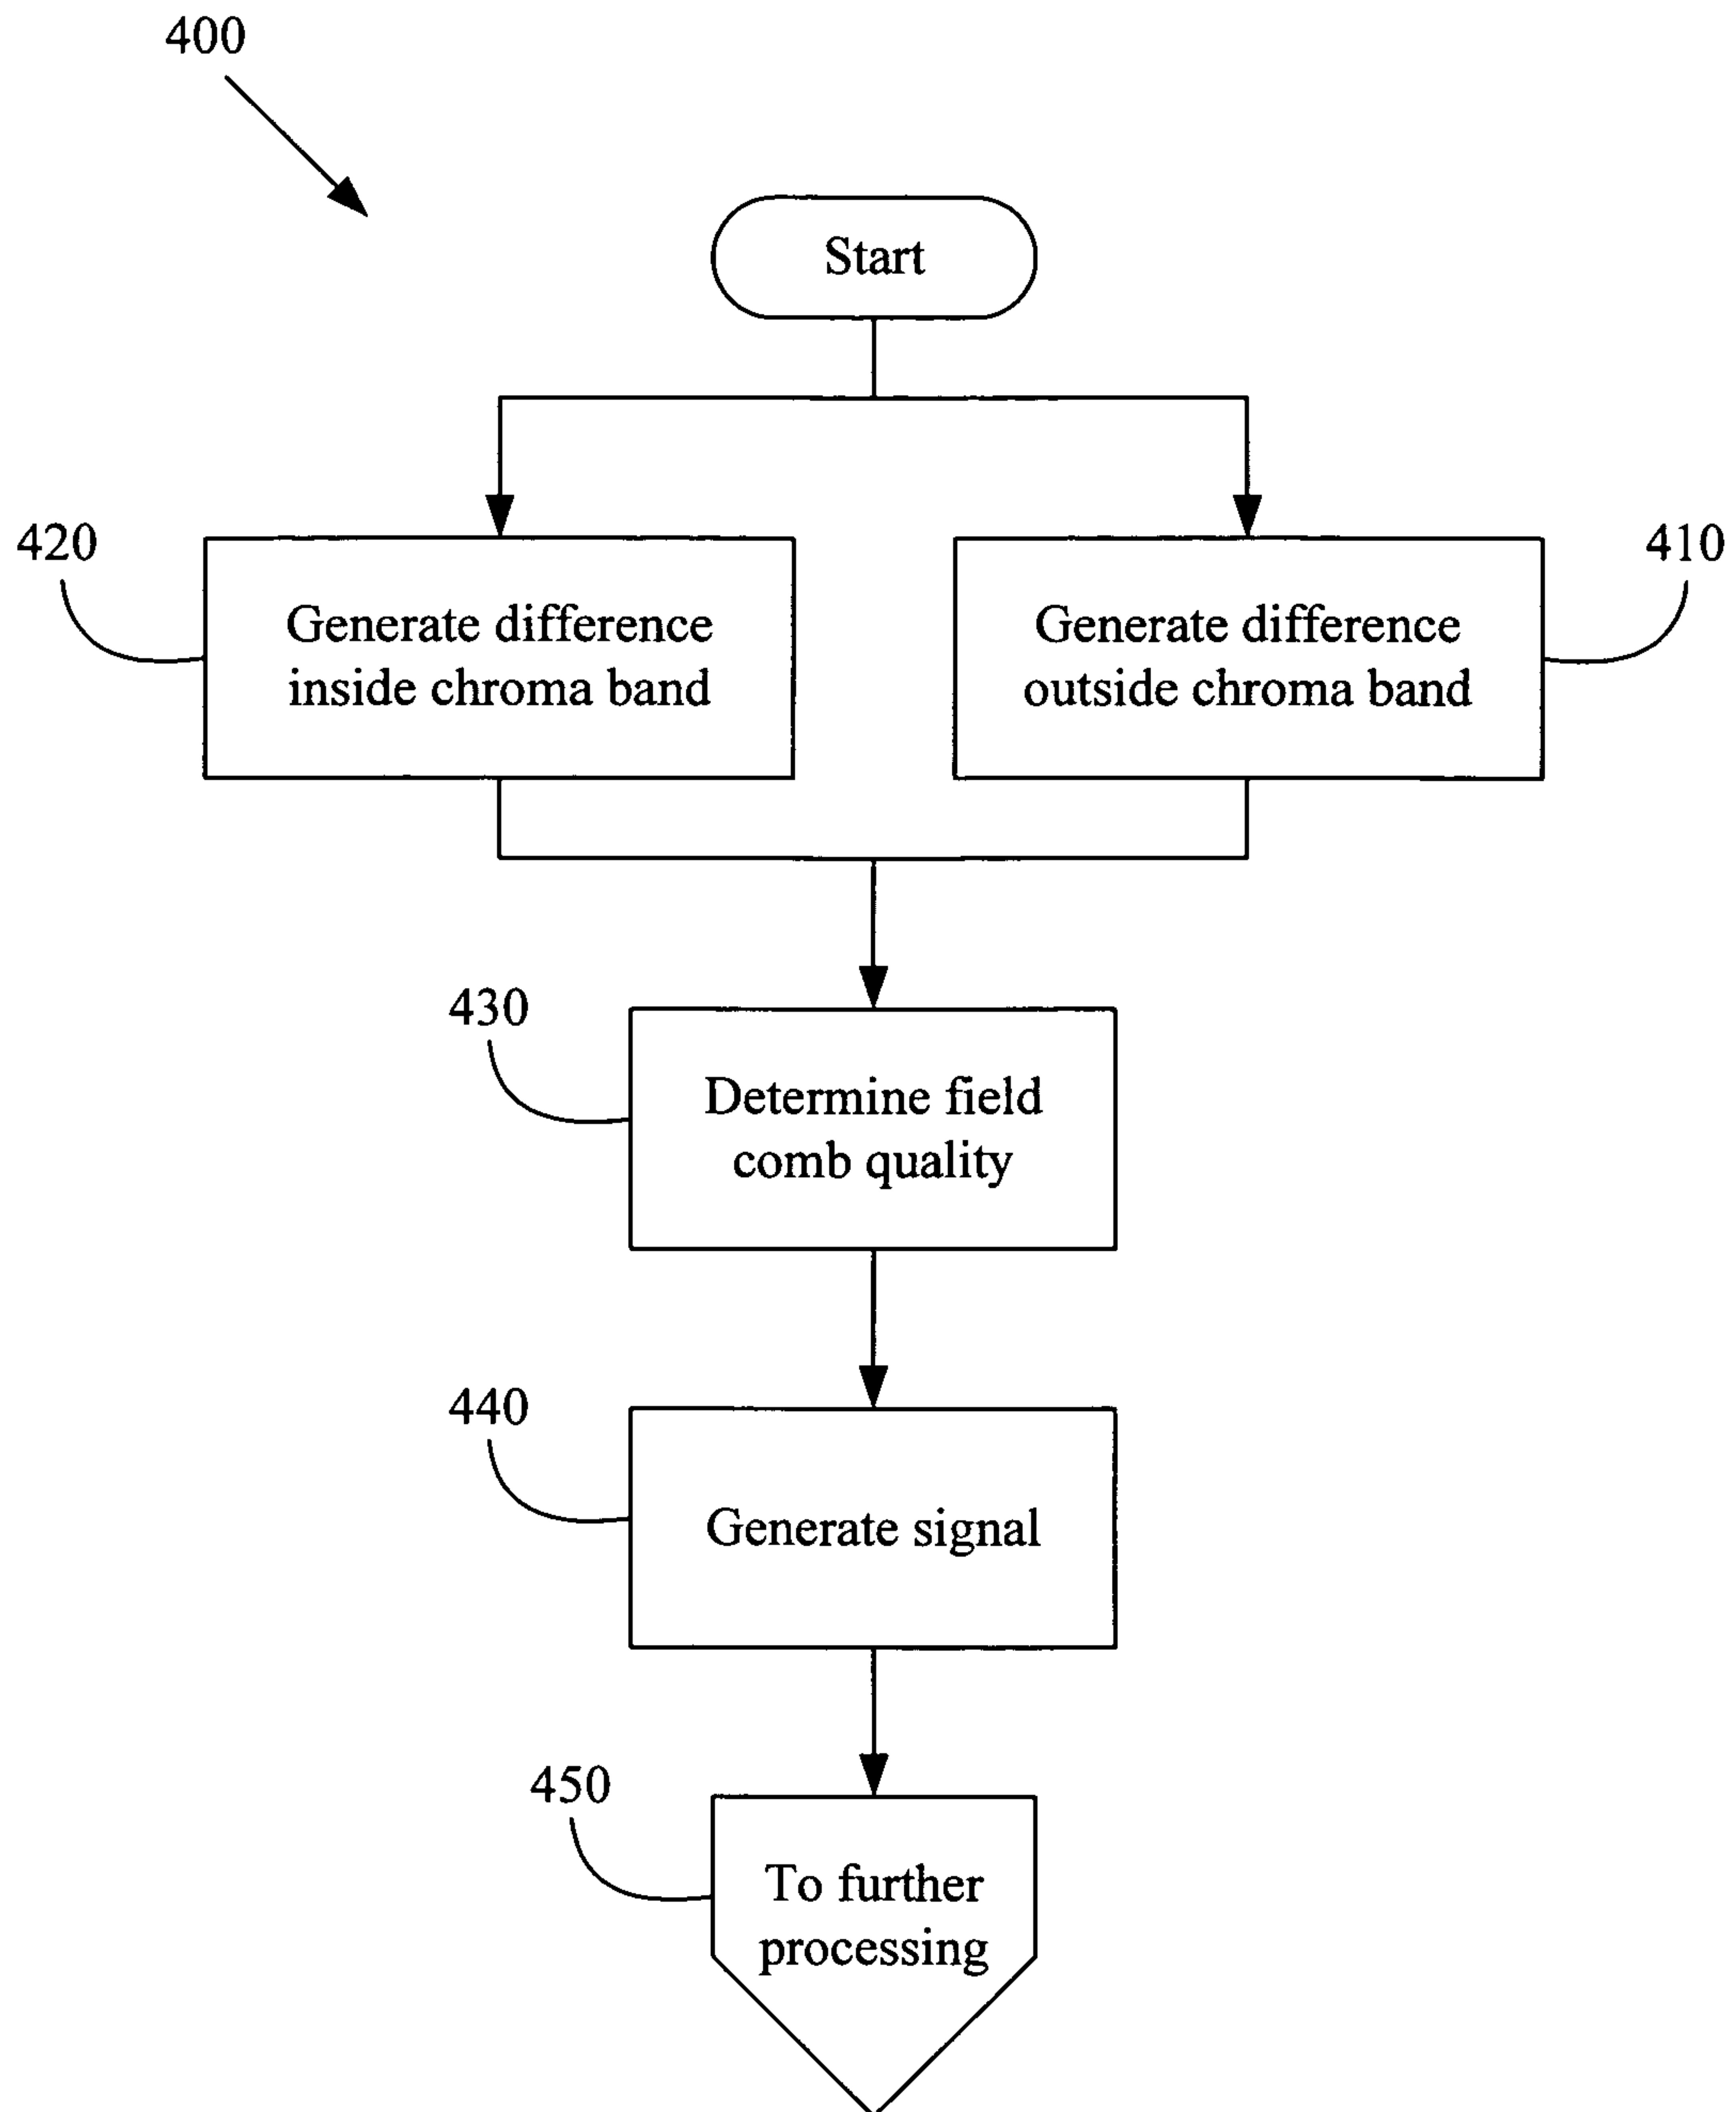 400
Start
420
Generate difference
inside chroma band
410
Generate difference
outside chroma band
430
Determine field
comb quality
440
Generate signal
450
To further
processing